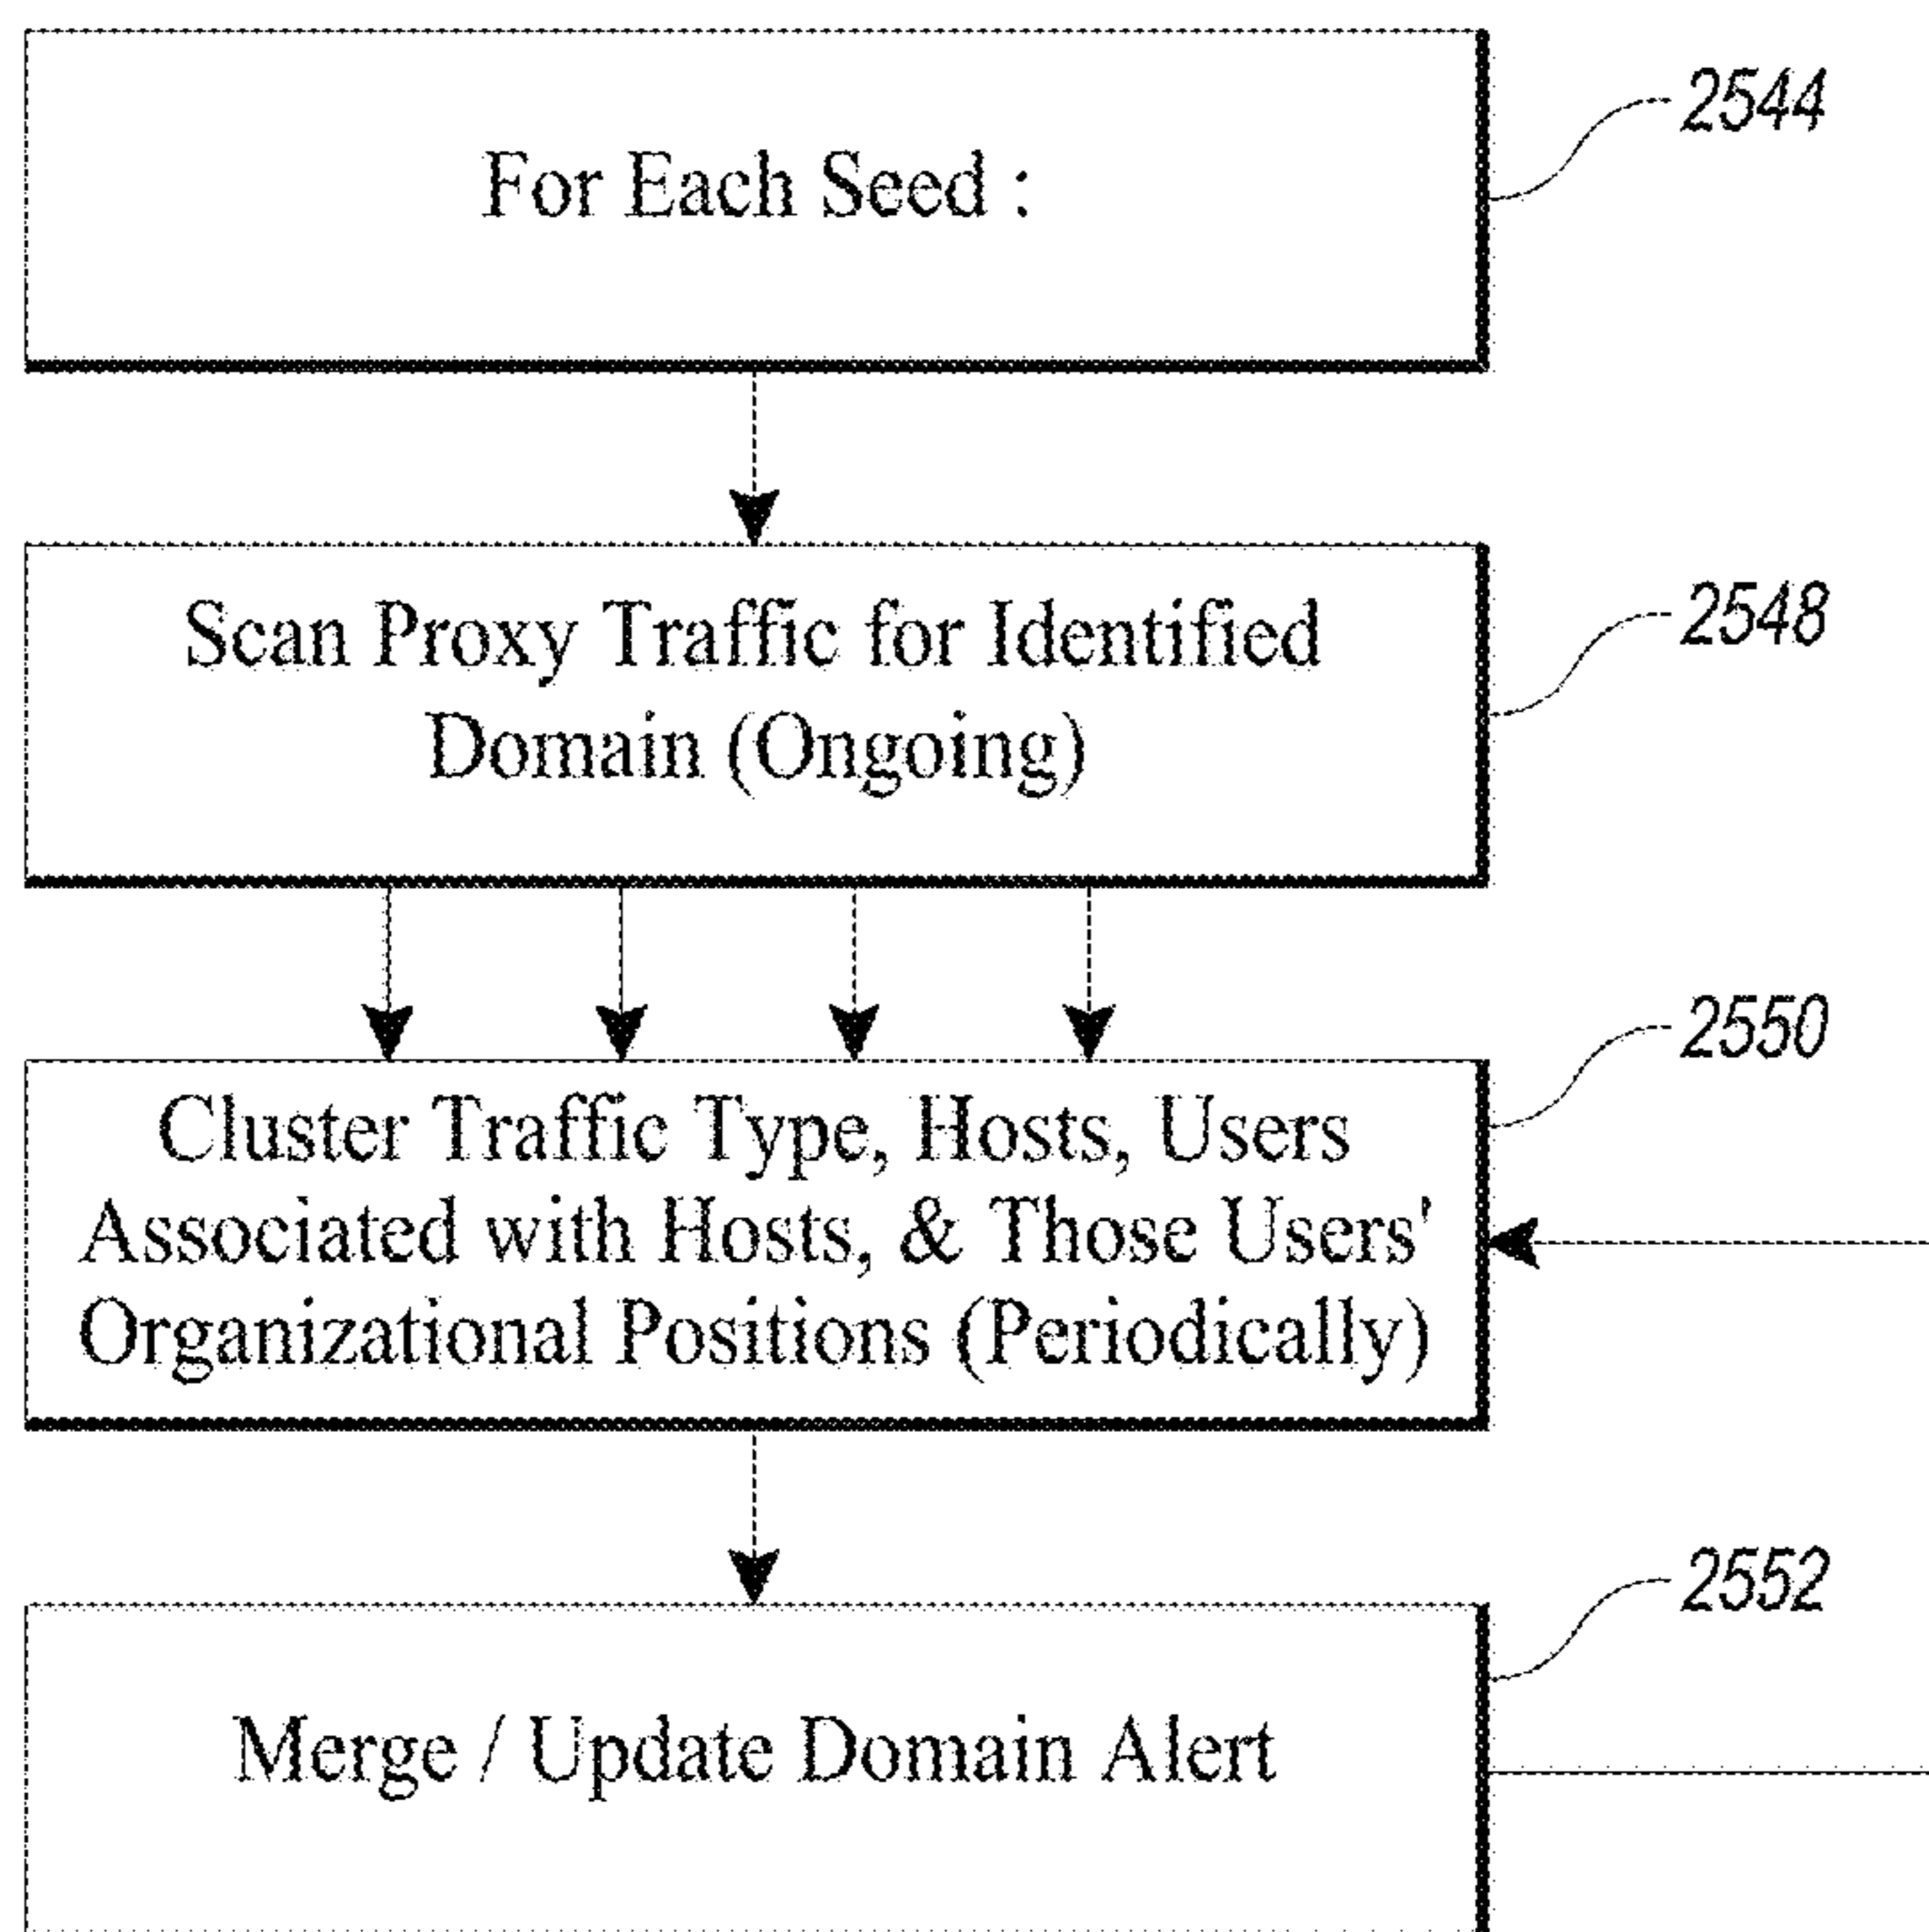 For Each Seed :
2544
Scan Proxy Traffic for Identified
Domain (Ongoing)
2548
Cluster Traffic Type, Hosts, Users
Associated with Hosts, & Those Users'
Organizational Positions (Periodically)
2550
Merge / Update Domain Alert
2552